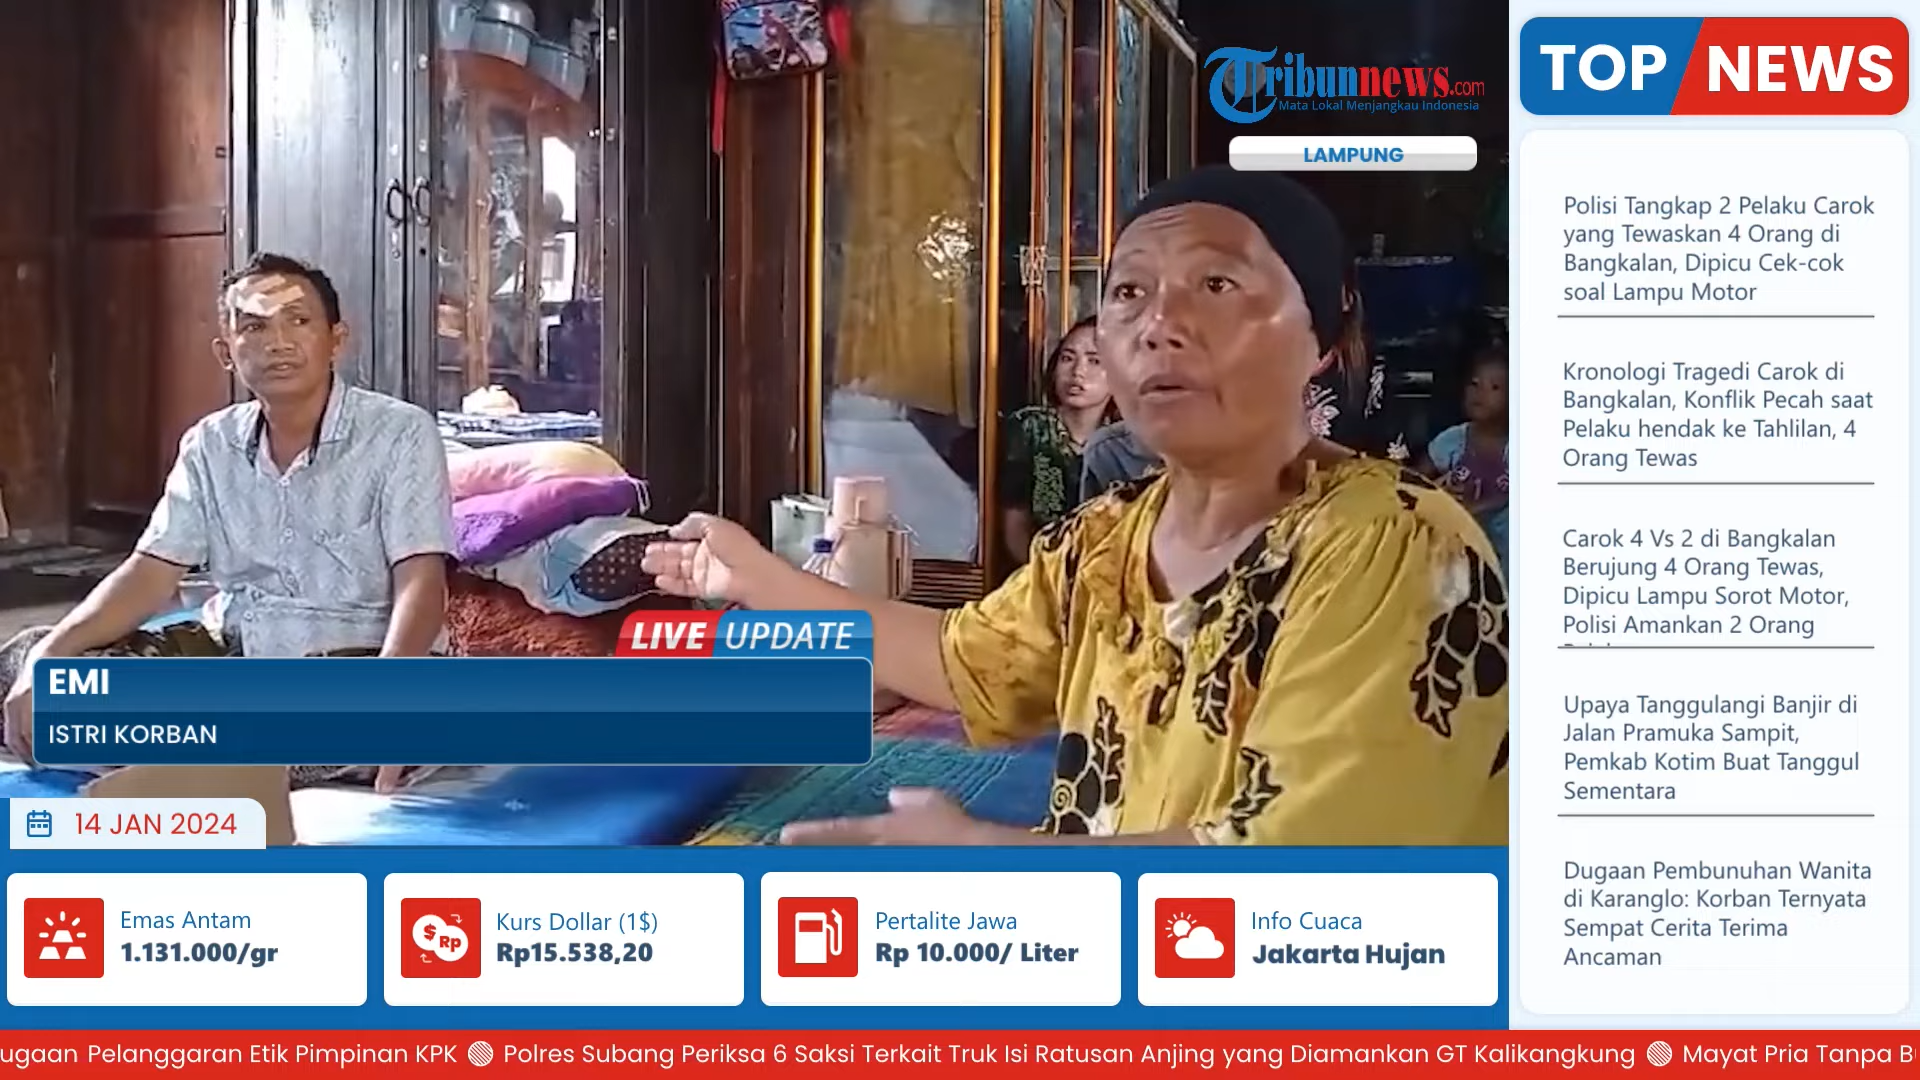 Tribunnews.com
Mata Lokal Menjangkau Indonesia
LAMPUNG
LIVE UPDATE
EMI
ISTRI KORBAN
14 JAN 2024
Emas Antam
1.131.000/gr
Kurs Dollar (1$)
Rp15.538,20
Pertalite Jawa
Rp 10.000/ Liter
Info Cuaca
Jakarta Hujan
TOP NEWS
Polisi Tangkap 2 Pelaku Carok
yang Tewaskan 4 Orang di
Bangkalan, Dipicu Cek-cok
soal Lampu Motor
Kronologi Tragedi Carok di
Bangkalan, Konflik Pecah saat
Pelaku hendak ke Tahlilan, 4
Orang Tewas
Carok 4 Vs 2 di Bangkalan
Berujung 4 Orang Tewas,
Dipicu Lampu Sorot Motor,
Polisi Amankan 2 Orang
Upaya Tanggulangi Banjir di
Jalan Pramuka Sampit,
Pemkab Kotim Buat Tanggul
Sementara
Dugaan Pembunuhan Wanita
di Karanglo: Korban Ternyata
Sempat Cerita Terima
Ancaman
ugaan Pelanggaran Etik Pimpinan KPK Polres Subang Periksa 6 Saksi Terkait Truk Isi Ratusan Anjing yang Diamankan GT Kalikangkung Mayat Pria Tanpa B